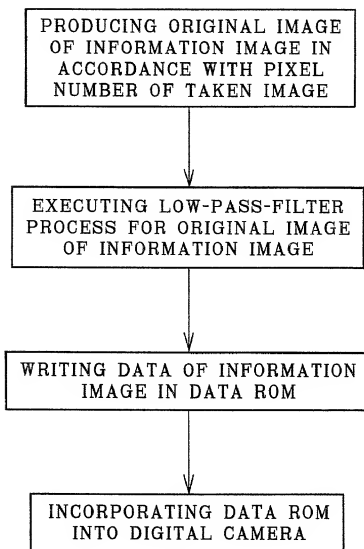 PRODUCING ORIGINAL IMAGE
OF INFORMATION IMAGE IN
ACCORDANCE WITH PIXEL
NUMBER OF TAKEN IMAGE
EXECUTING LOW-PASS-FILTER
PROCESS FOR ORIGINAL IMAGE
OF INFORMATION IMAGE
WRITING DATA OF INFORMATION
IMAGE IN DATA ROM
INCORPORATING DATA ROM
INTO DIGITAL CAMERA